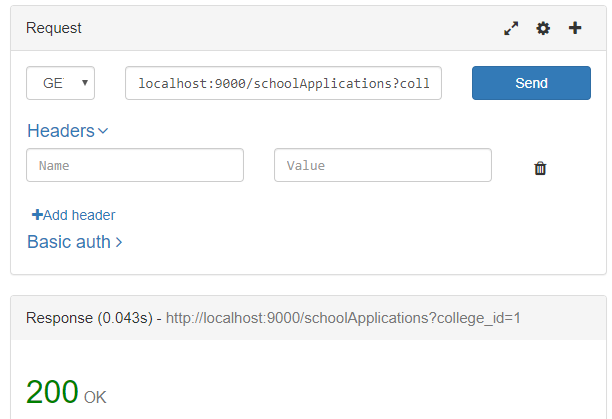 Request
GE localhost:9000/schoolApplications?coll Send
Headers
Name Value
Add header
Basic auth
Response (0.043s) - http://localhost:9000/schoolApplications?college_id=1
200 OK